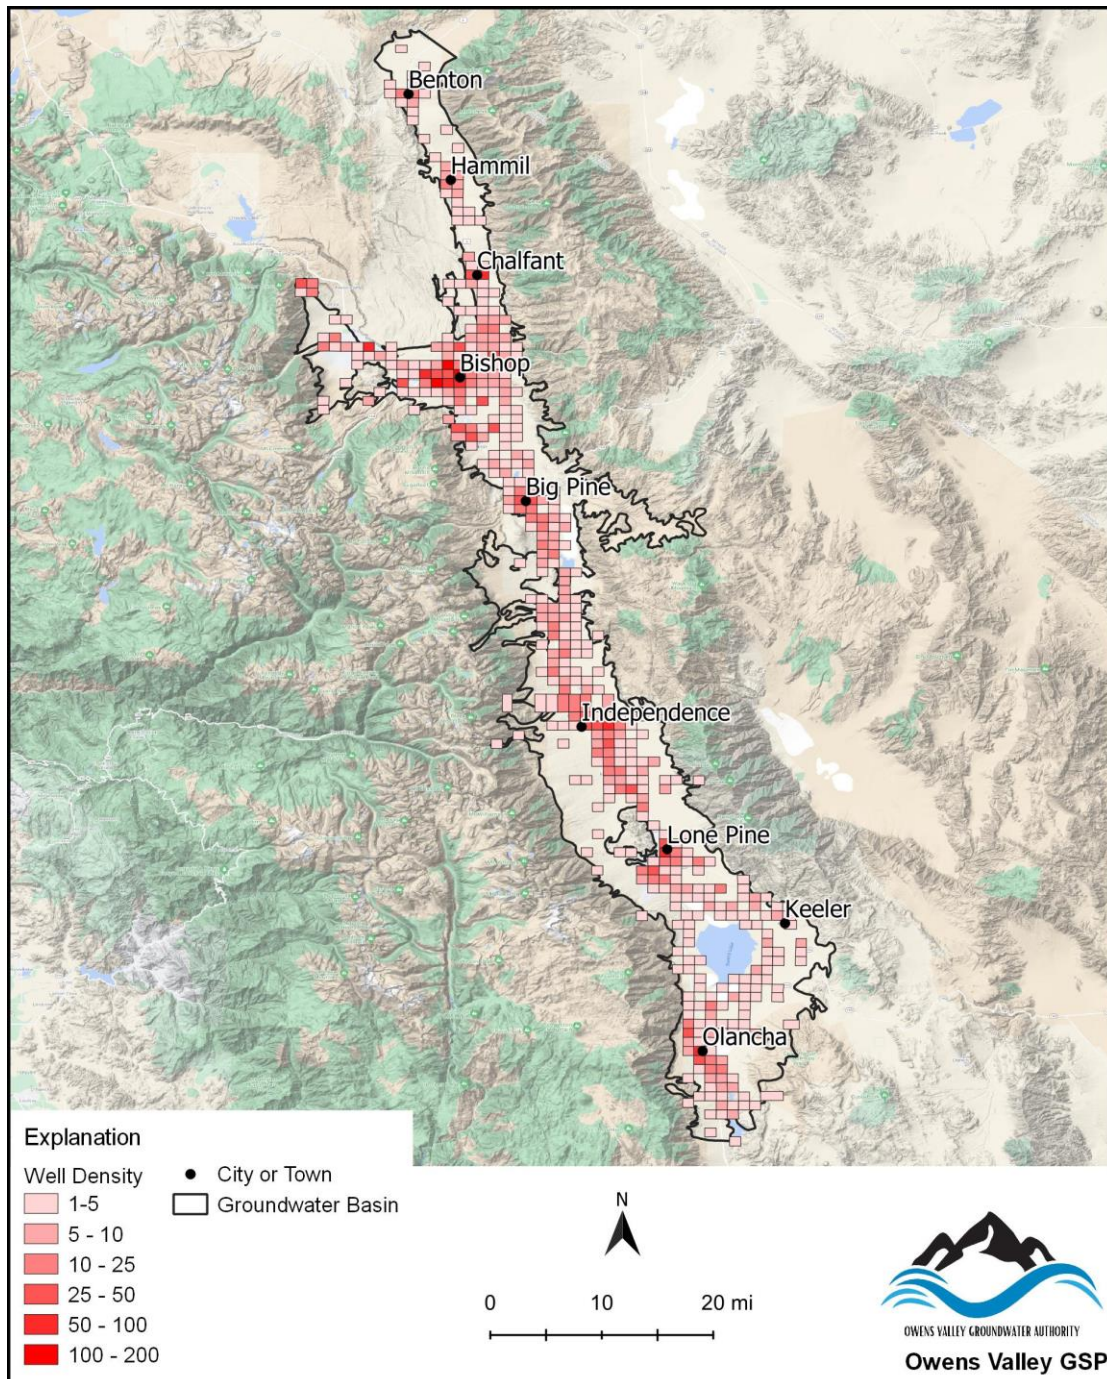 Benton
Hammil
Chalfant
Bishop
Big Pine
Independence
Lone Pine
Keeler
Olancha
Explanation
Well Density
1-5
5 - 10
10 - 25
25 - 50
50 - 100
100 - 200
City or Town
Groundwater Basin
N
0 10 20 mi
OWENS VALLEY GROUNDWATER AUTHORITY
Owens Valley GSP